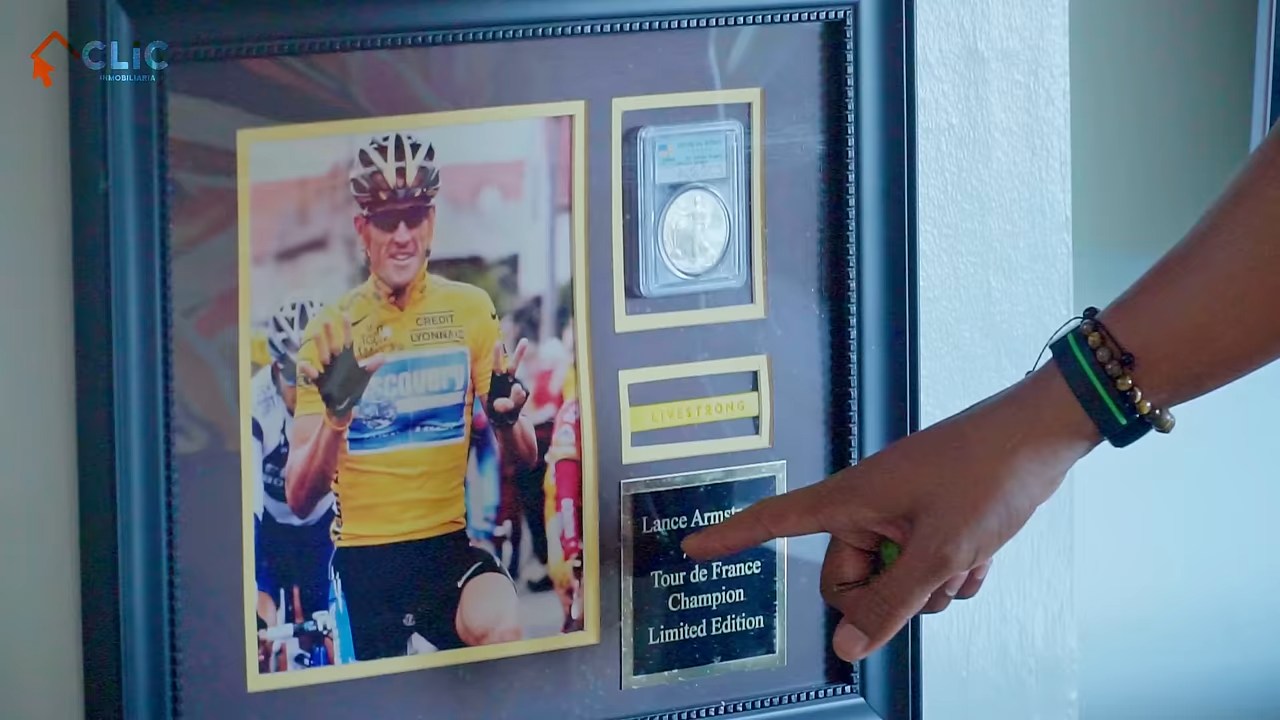 CLiC
INMOBILIARIA
CREDIT
LYONNAIS
Discovery
LIVESTRONG
Lance Armst
Tour de France
Champion
Limited Edition